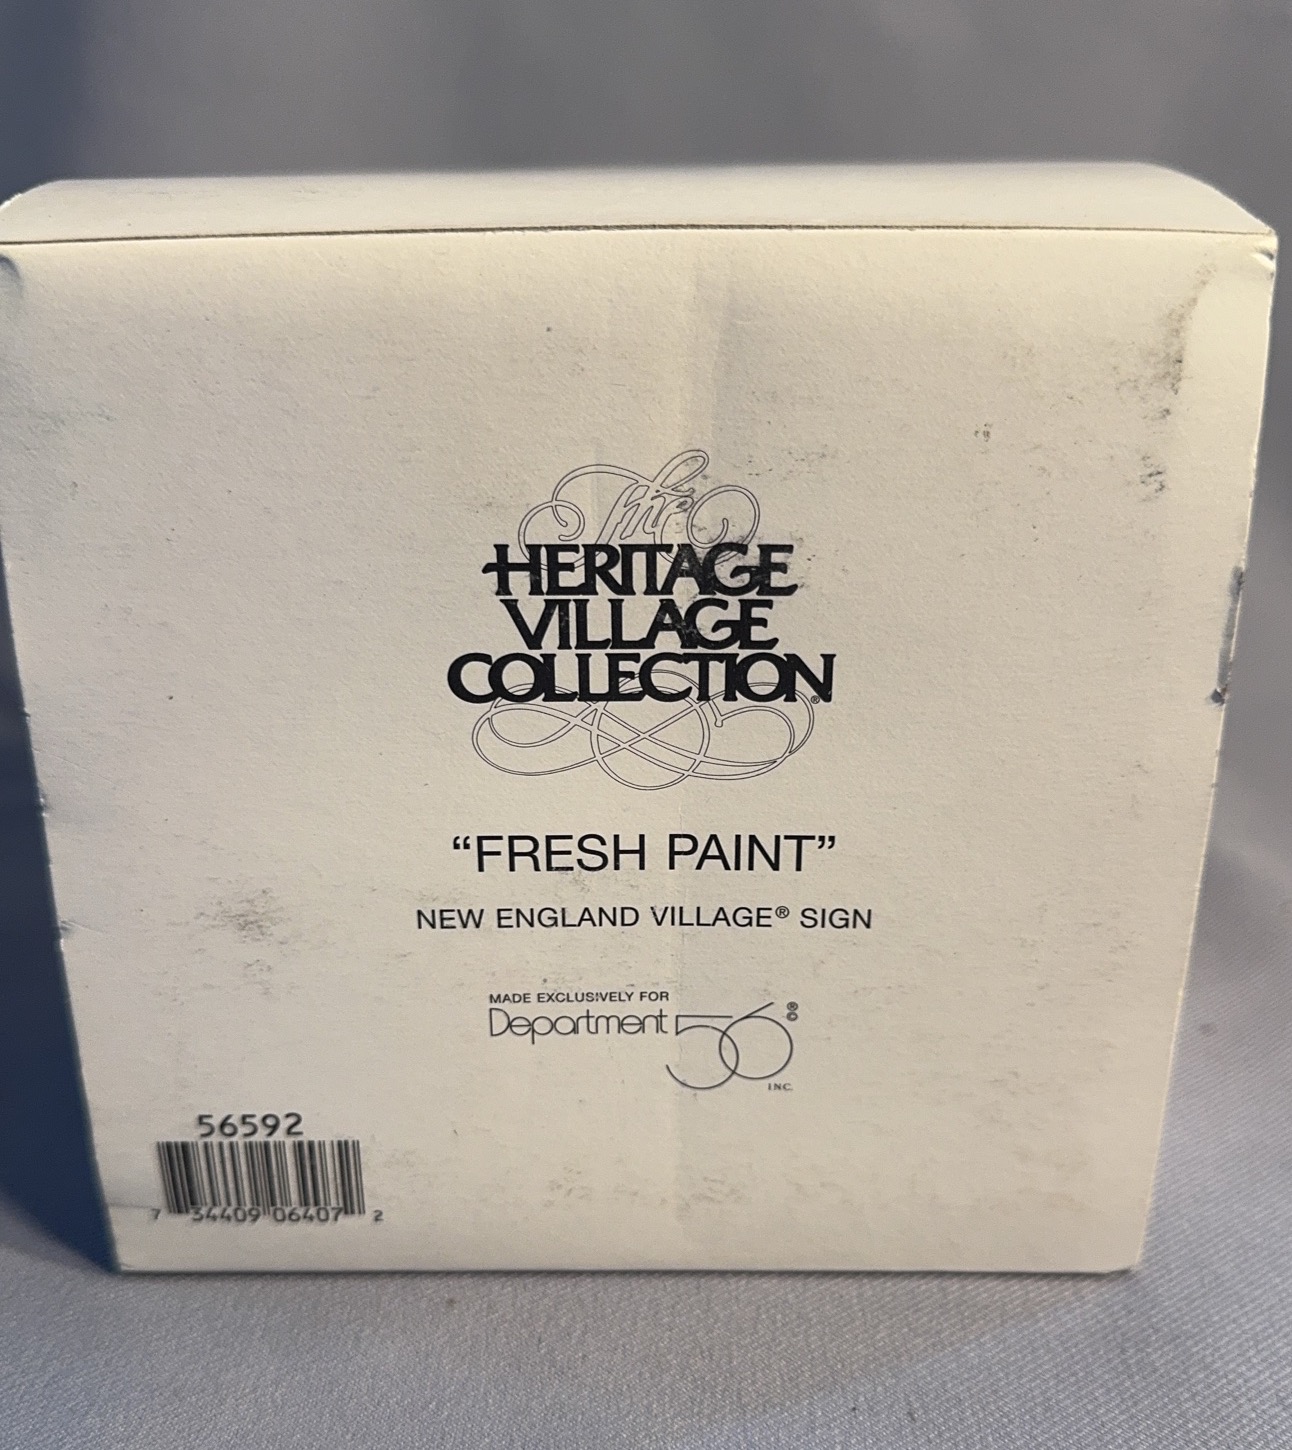 The
HERITAGE
VILLAGE
COLLECTION®
“FRESH PAINT”
NEW ENGLAND VILLAGE® SIGN
MADE EXCLUSIVELY FOR
Department 56®©
INC.
56592
7 34409 06407 2